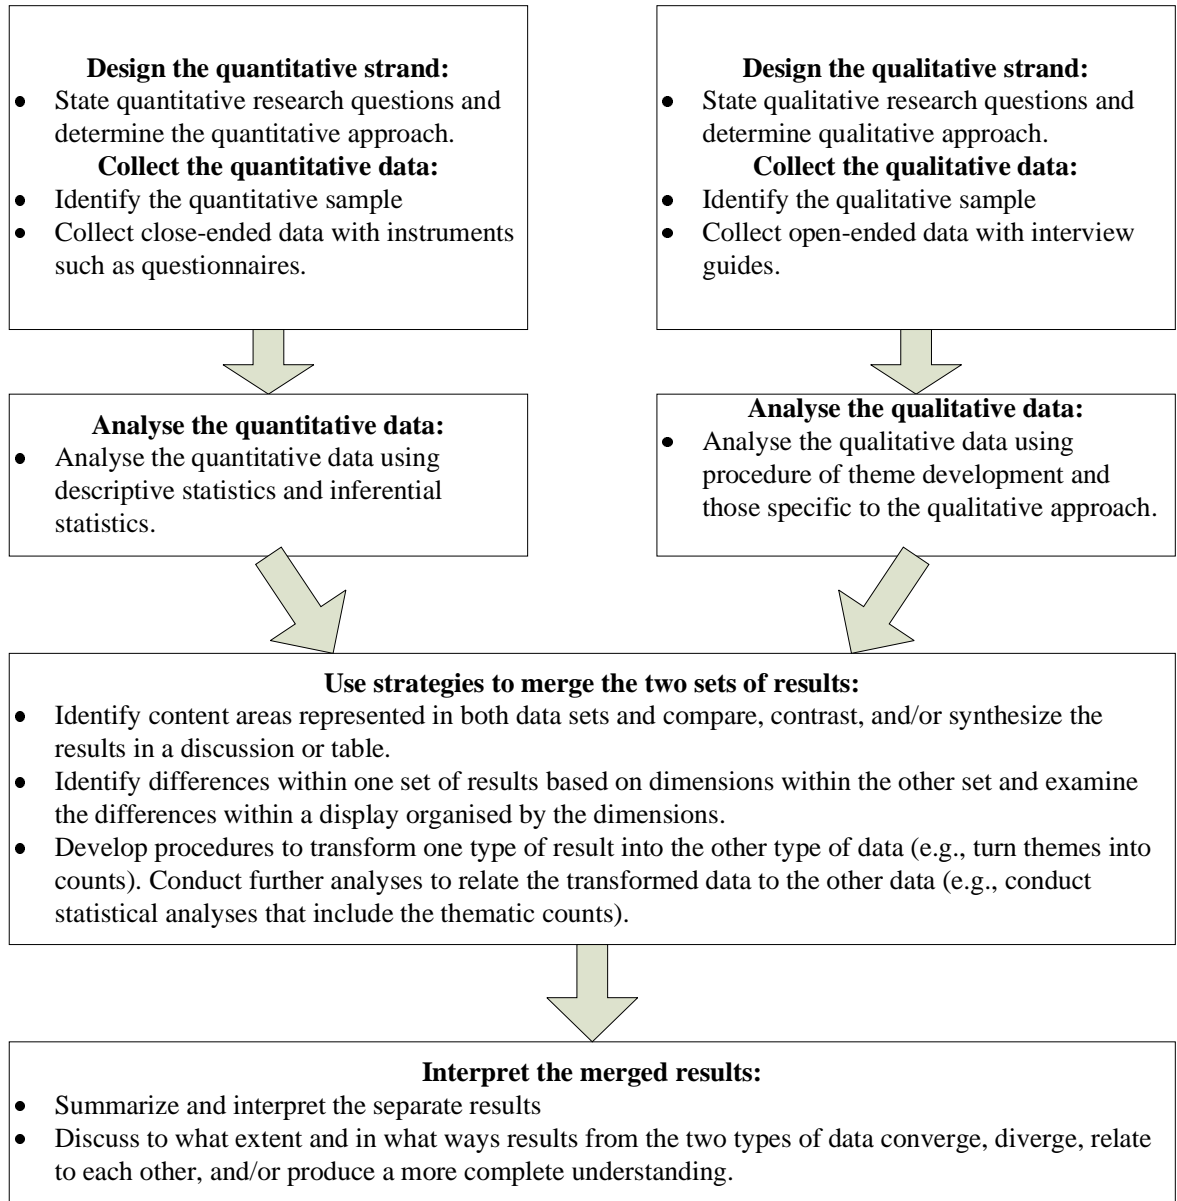 Design the quantitative strand:
• State quantitative research questions and
determine the quantitative approach.
Collect the quantitative data:
• Identify the quantitative sample
• Collect close-ended data with instruments
such as questionnaires.
Design the qualitative strand:
• State qualitative research questions and
determine qualitative approach.
Collect the qualitative data:
• Identify the qualitative sample
• Collect open-ended data with interview
guides.
Analyse the quantitative data:
• Analyse the quantitative data using
descriptive statistics and inferential
statistics.
Analyse the qualitative data:
• Analyse the qualitative data using
procedure of theme development and
those specific to the qualitative approach.
Use strategies to merge the two sets of results:
• Identify content areas represented in both data sets and compare, contrast, and/or synthesize the
results in a discussion or table.
• Identify differences within one set of results based on dimensions within the other set and examine
the differences within a display organised by the dimensions.
• Develop procedures to transform one type of result into the other type of data (e.g., turn themes into
counts). Conduct further analyses to relate the transformed data to the other data (e.g., conduct
statistical analyses that include the thematic counts).
Interpret the merged results:
• Summarize and interpret the separate results
• Discuss to what extent and in what ways results from the two types of data converge, diverge, relate
to each other, and/or produce a more complete understanding.